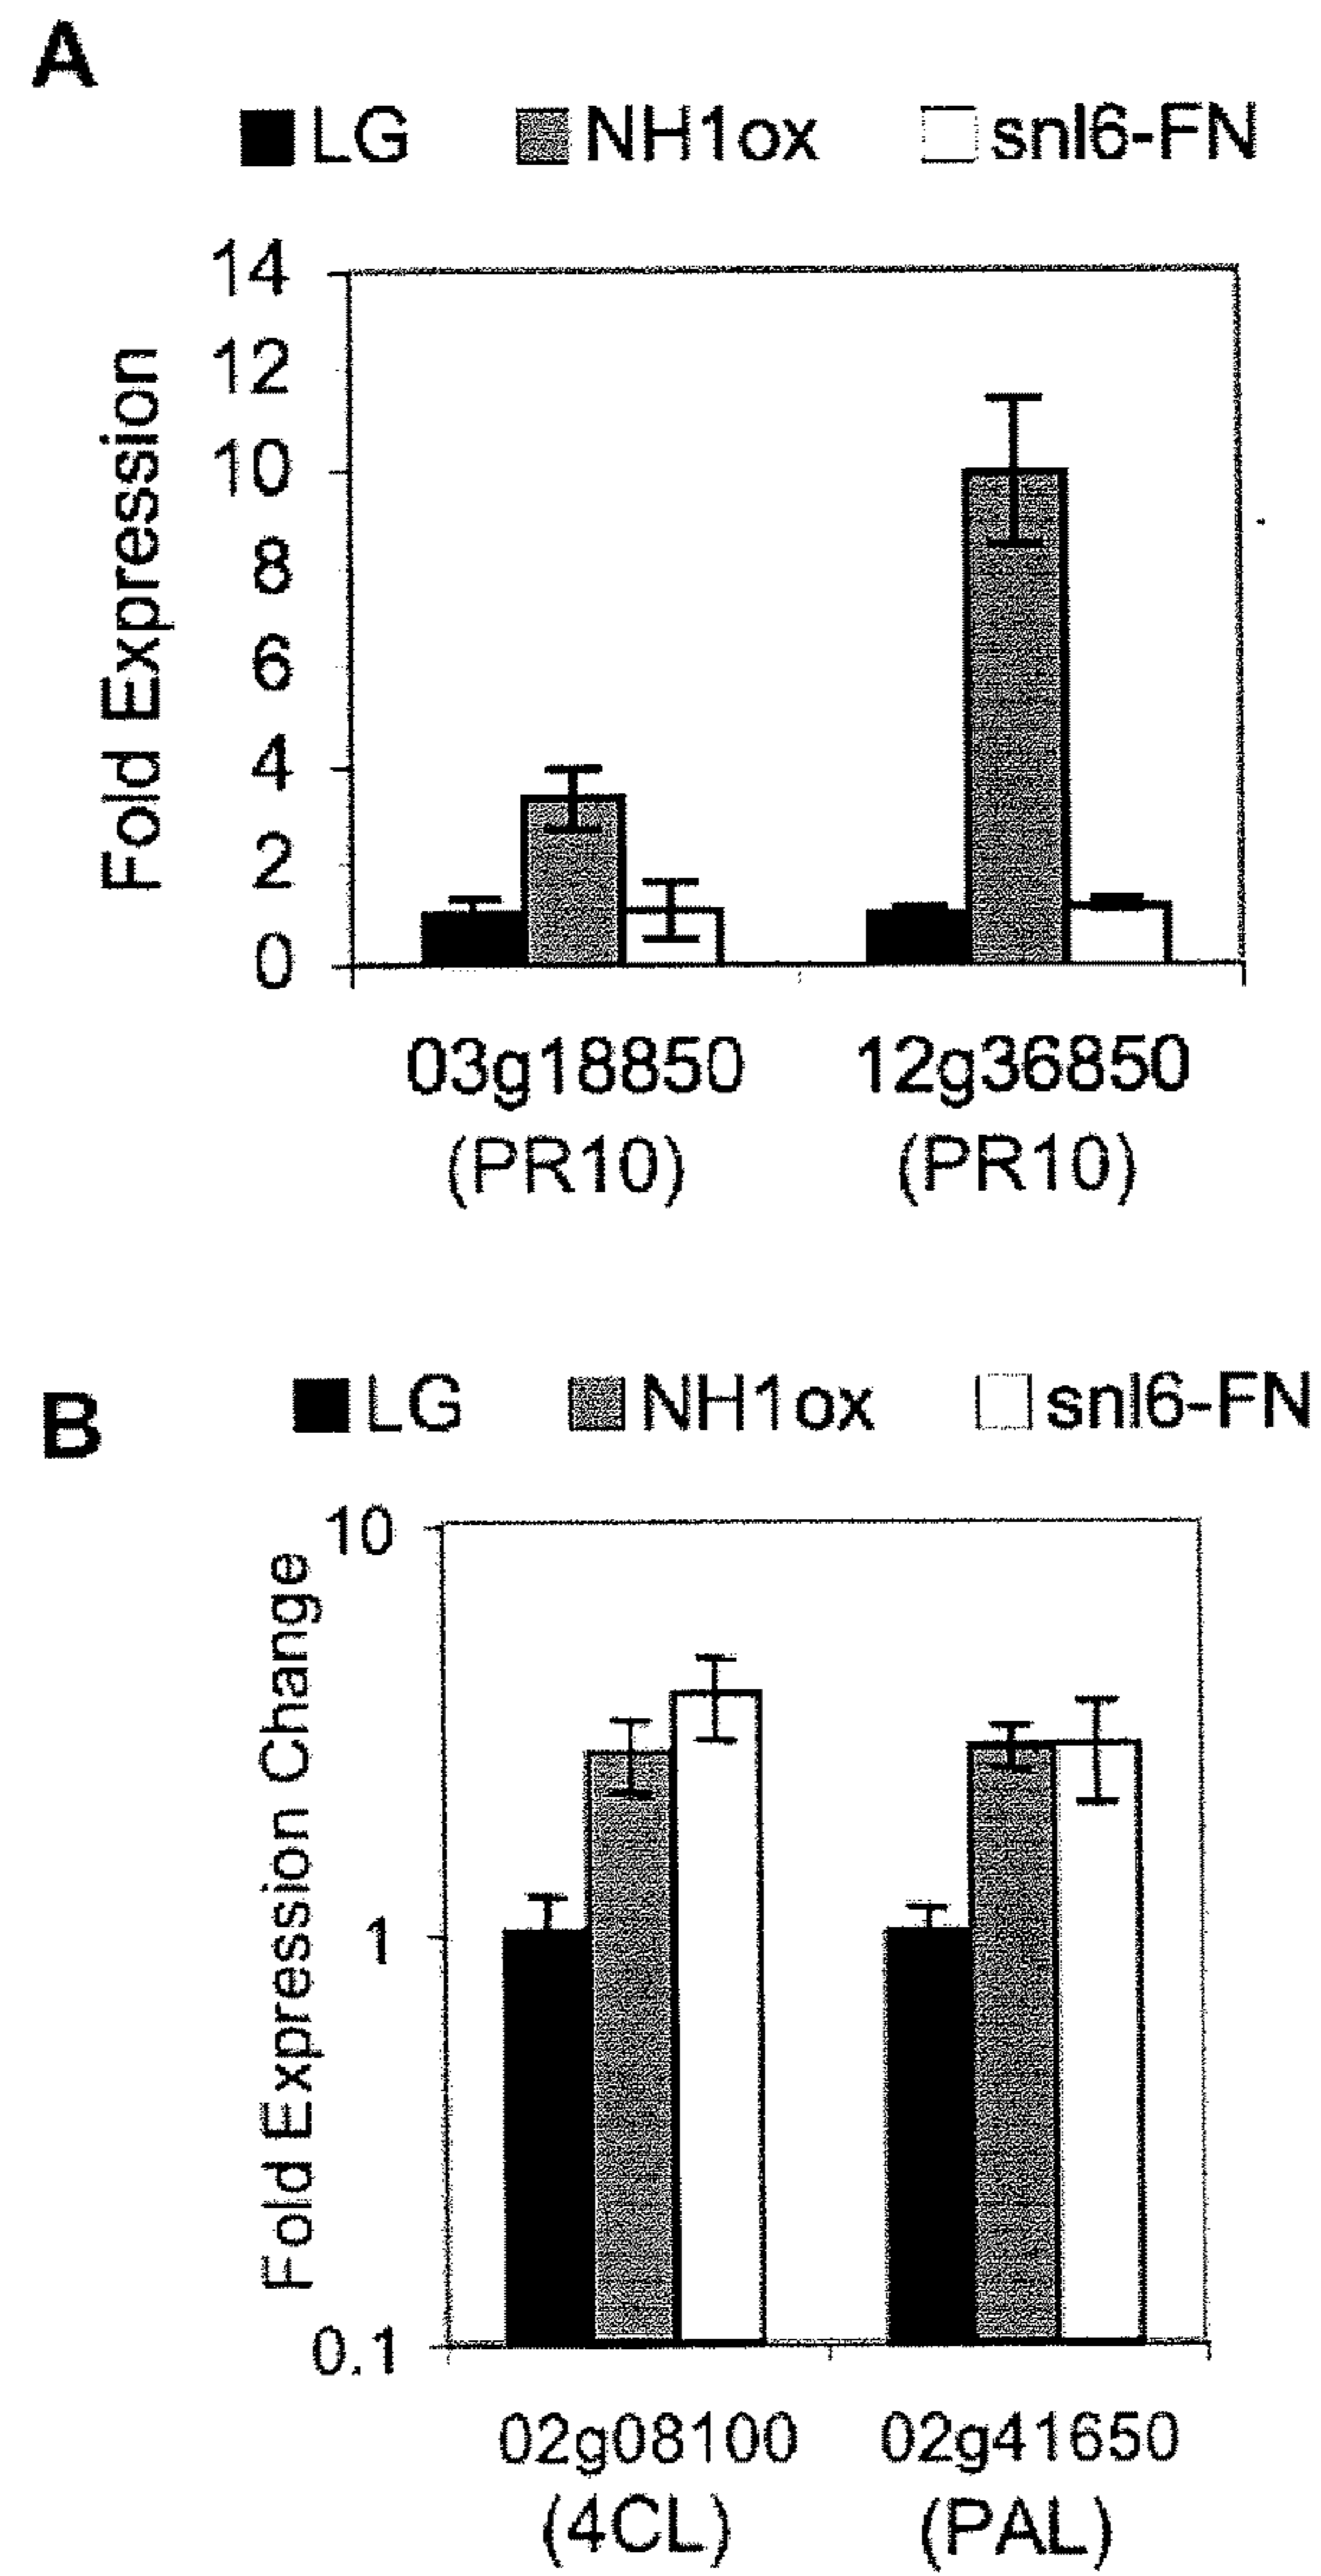 A
LG NH1ox snl6-FN
14
12
10
8
6
4
2
0
Fold Expression
03g18850 12g36850
(PR10) (PR10)
B
LG NH1ox snl6-FN
10
1
0.1
Fold Expression Change
02g08100 02g41650
(4CL) (PAL)